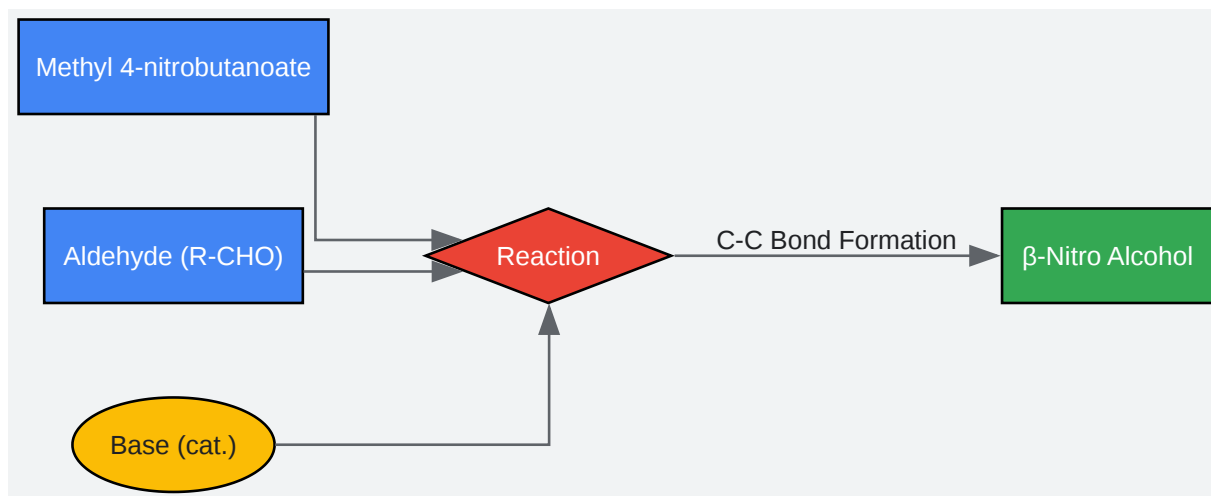 Methyl 4-nitrobutanoate
Aldehyde (R-CHO)
Reaction
C-C Bond Formation
β-Nitro Alcohol
Base (cat.)